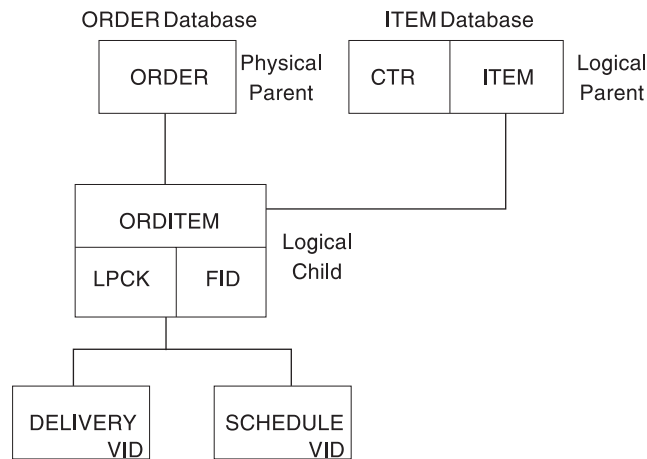 ORDER Database
ITEM Database
ORDER
Physical
Parent
CTR
ITEM
Logical
Parent
ORDITEM
LPCK
FID
Logical
Child
DELIVERY
VID
SCHEDULE
VID